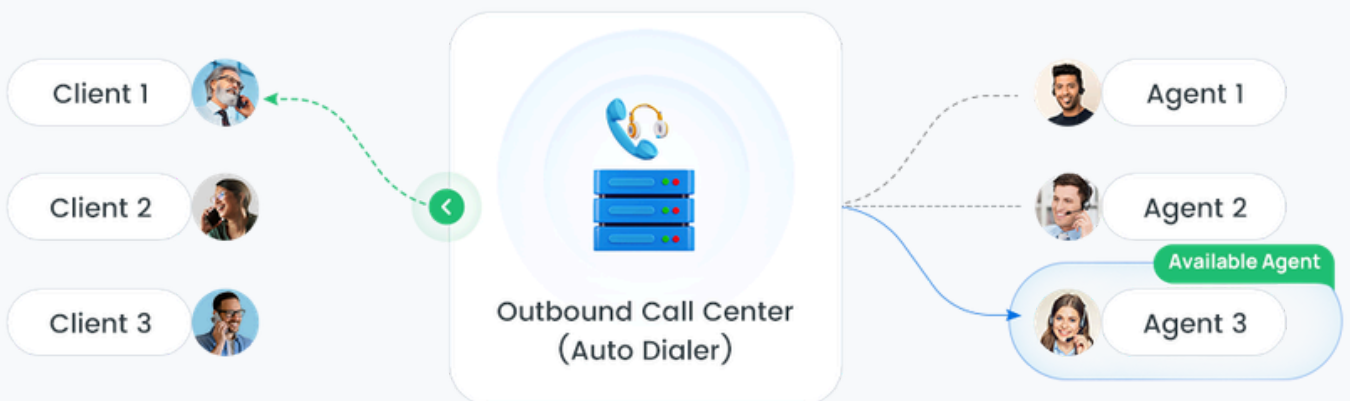 Client 1
Client 2
Client 3
Outbound Call Center
(Auto Dialer)
Agent 1
Agent 2
Available Agent
Agent 3